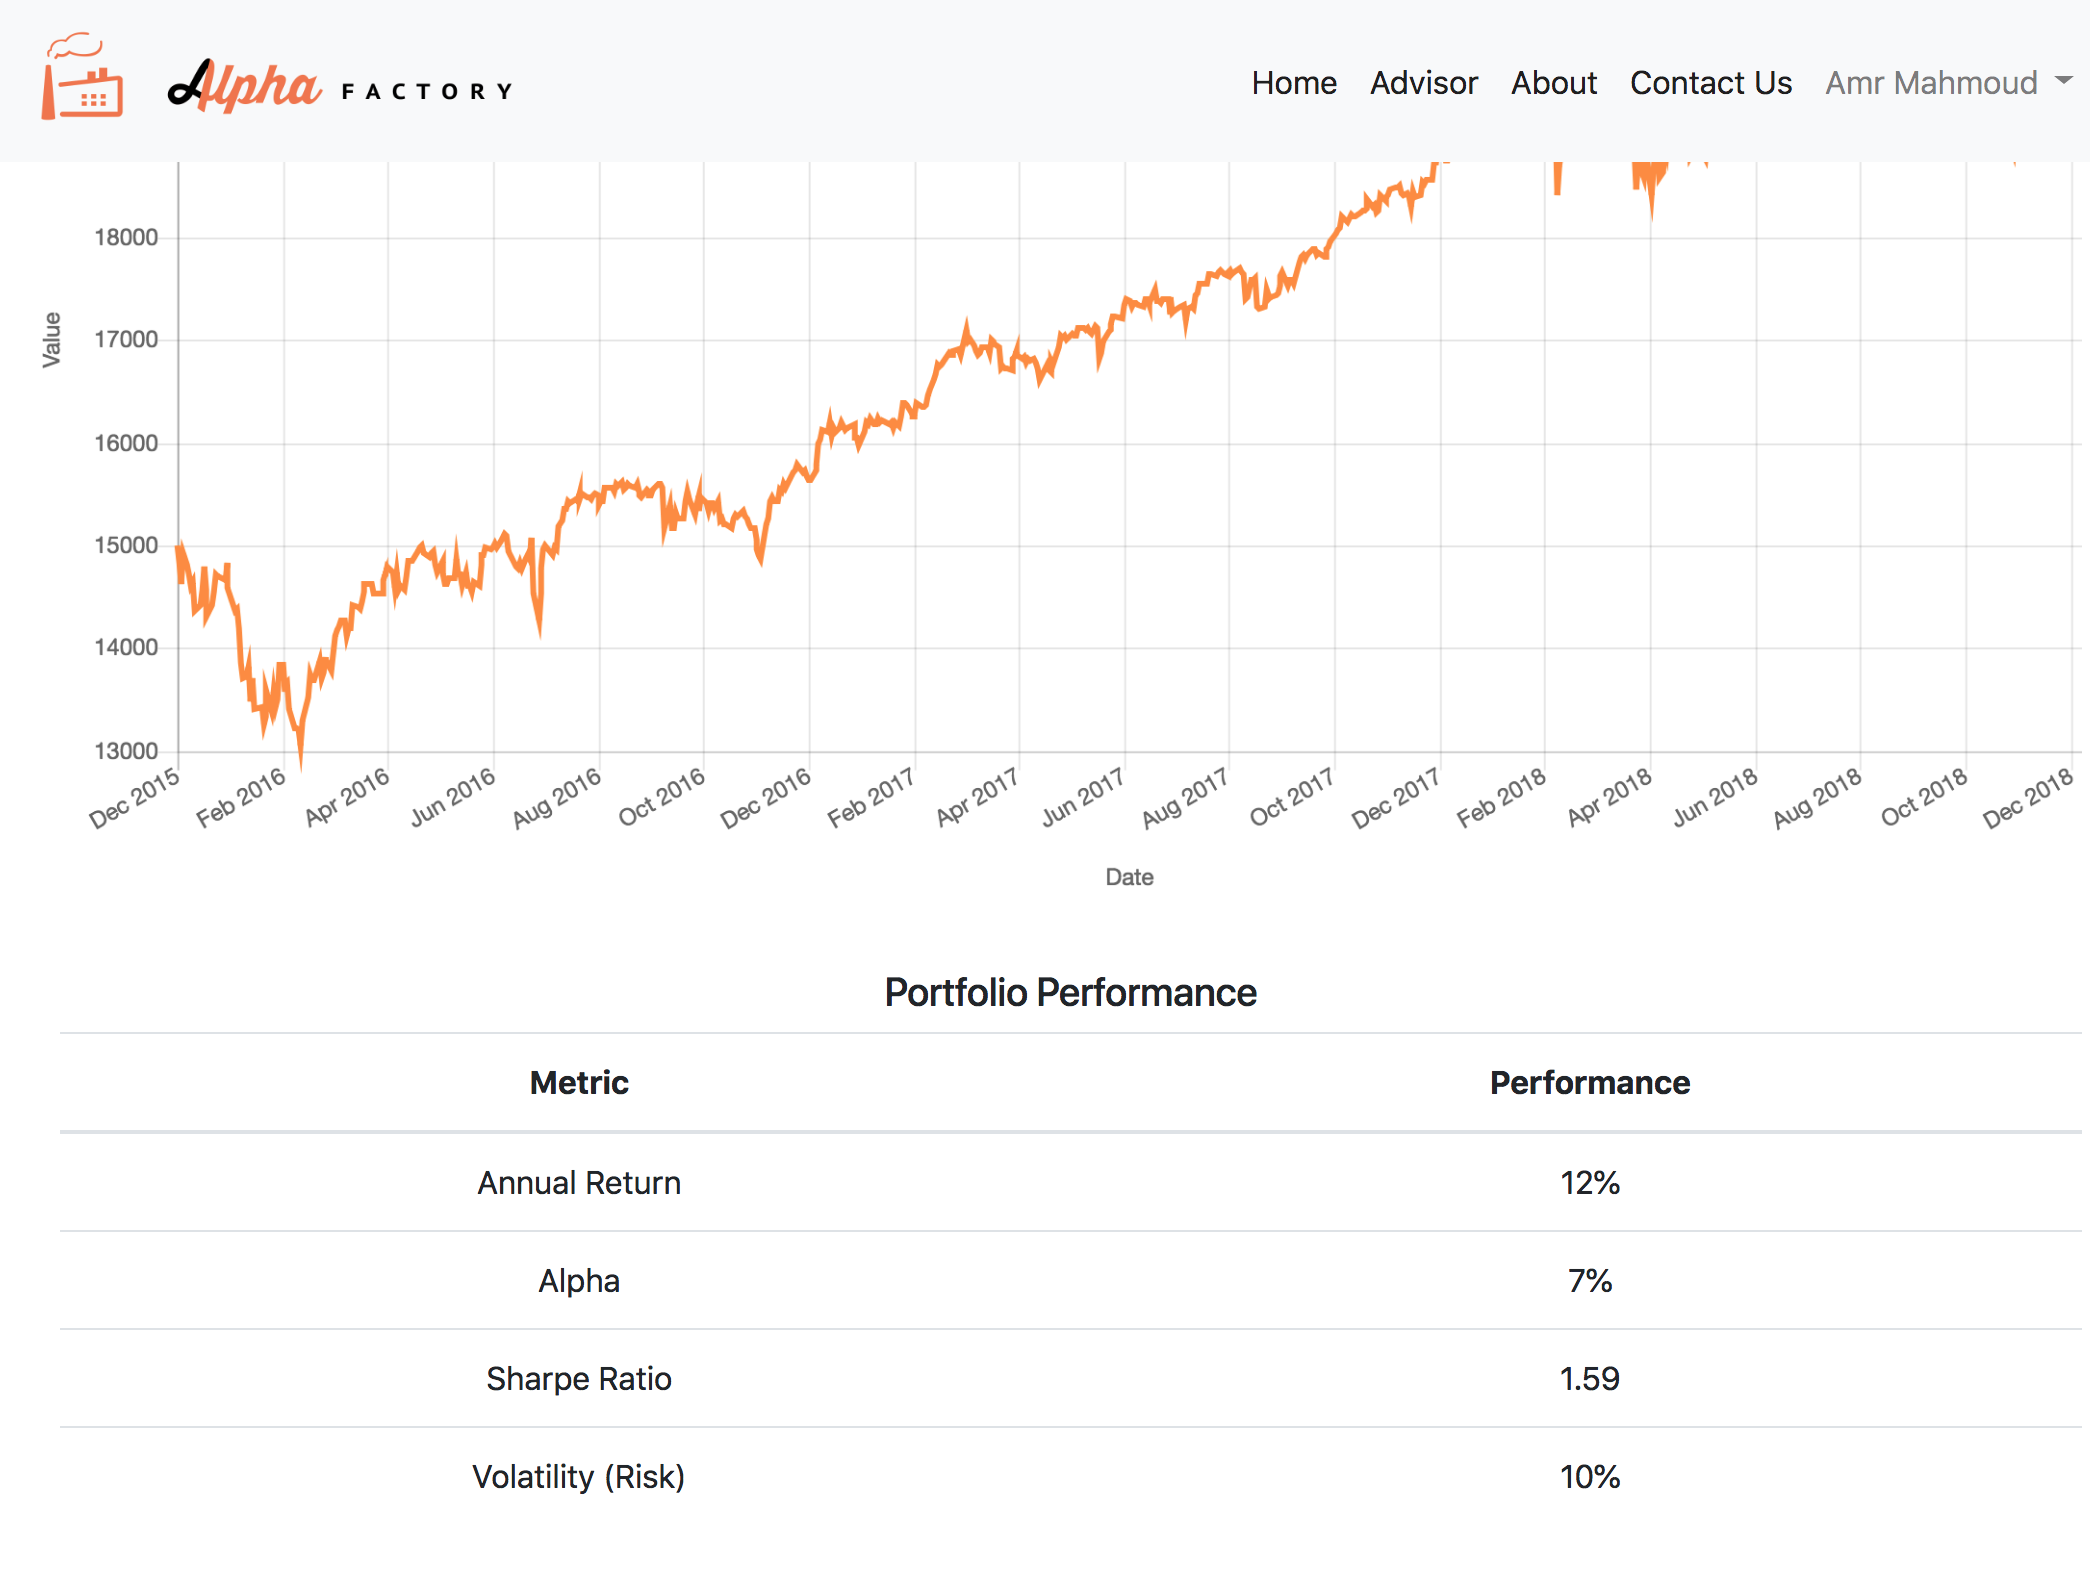 Alpha FACTORY
Home Advisor About Contact Us Amr Mahmoud
18000
17000
16000
15000
14000
13000
Value
Dec 2015 Feb 2016 Apr 2016 Jun 2016 Aug 2016 Oct 2016 Dec 2016 Feb 2017 Apr 2017 Jun 2017 Aug 2017 Oct 2017 Dec 2017 Feb 2018 Apr 2018 Jun 2018 Aug 2018 Oct 2018 Dec 2018
Date
Portfolio Performance
Metric Performance
Annual Return 12%
Alpha 7%
Sharpe Ratio 1.59
Volatility (Risk) 10%